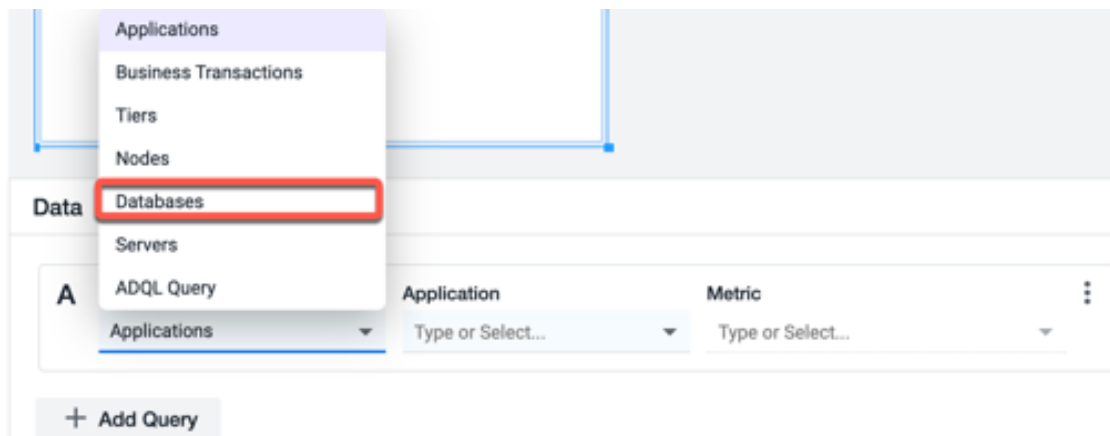 Applications
Business Transactions
Tiers
Nodes
Databases
Data
Servers
ADQL Query
A
Application
Metric
Applications
Type or Select...
Type or Select...
+ Add Query